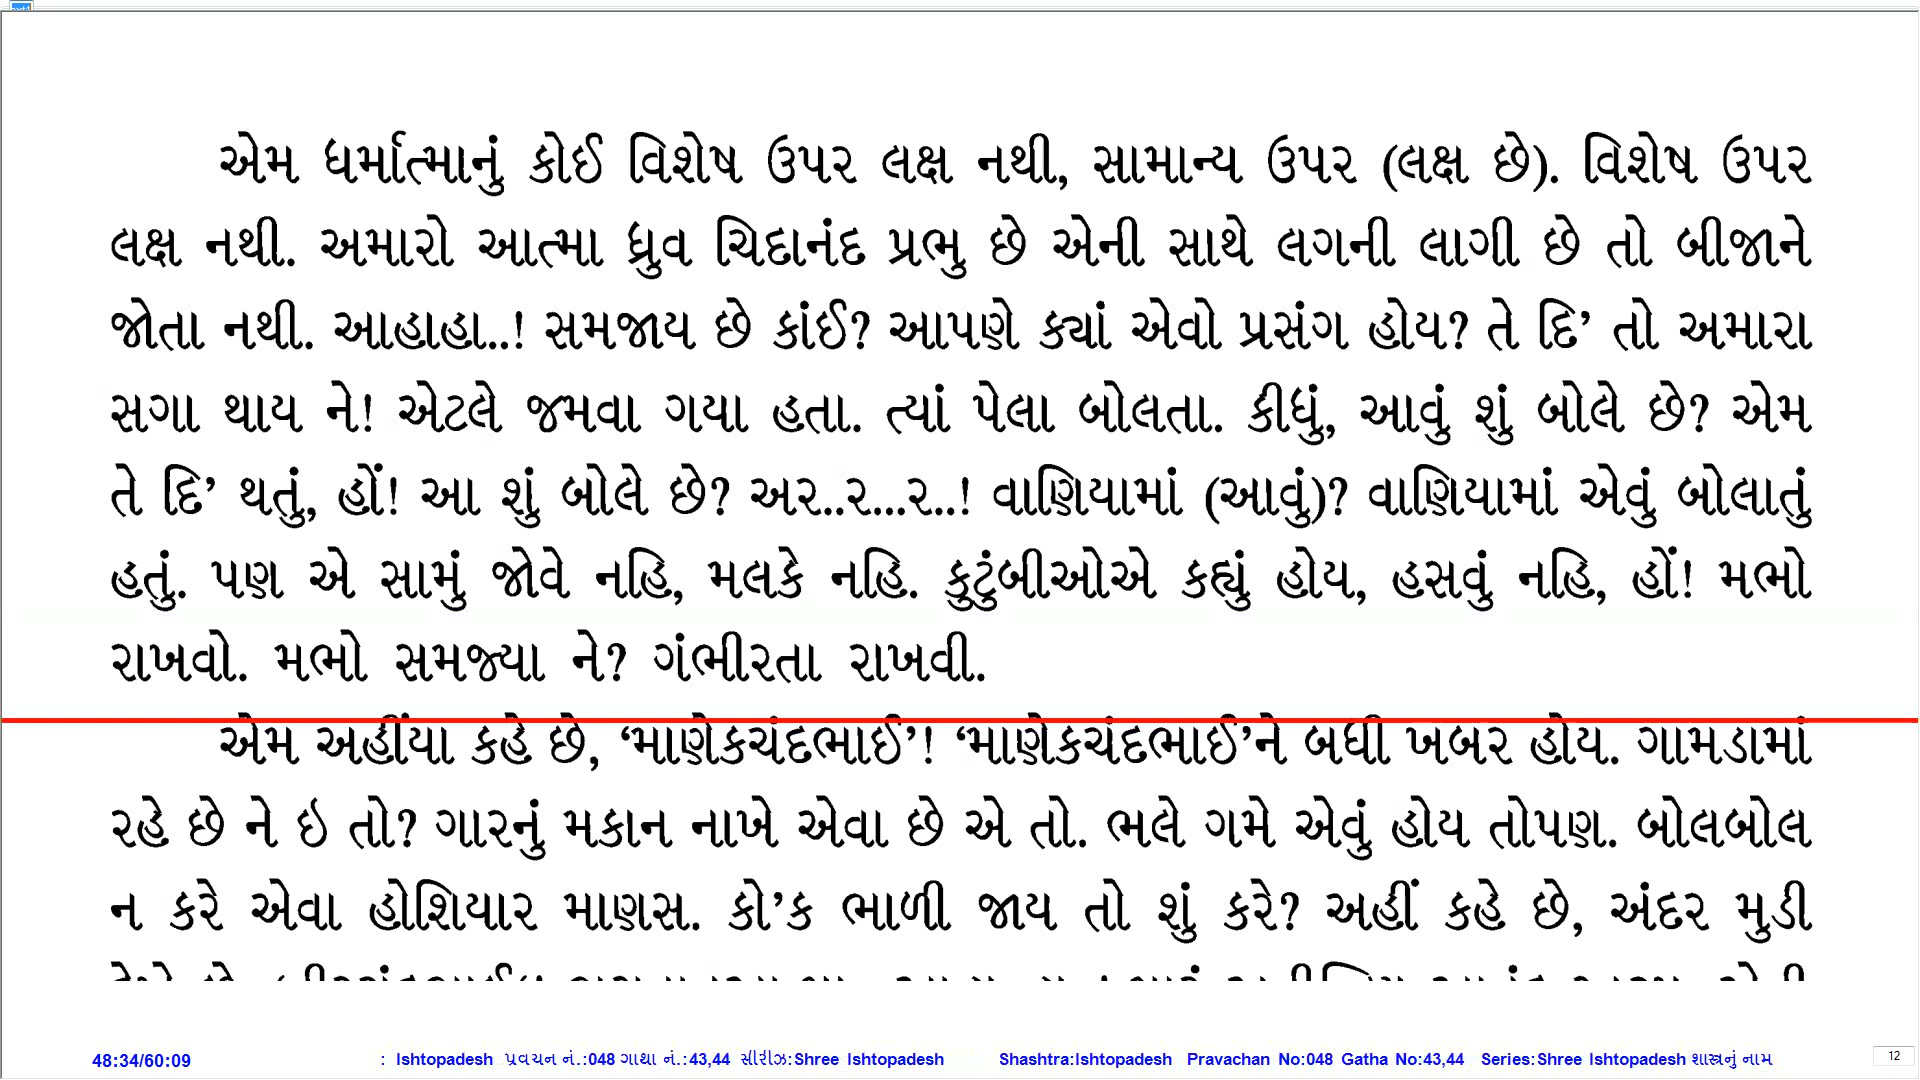 એમ ધર્માત્માનું કોઈ વિશેષ ઉપર લક્ષ નથી, સામાન્ય ઉપર (લક્ષ છે). વિશેષ ઉપર
લક્ષ નથી. અમારો આત્મા ધ્રુવ ચિદાનંદ પ્રભુ છે એની સાથે લગની લાગી છે તો બીજાને
જોતા નથી. આહાહા..! સમજાય છે કાંઈ? આપણે ક્યાં એવો પ્રસંગ હોય? તે દિ’ તો અમારા
સગા થાય ને! એટલે જમવા ગયા હતા. ત્યાં પેલા બોલતા. કીધું, આવું શું બોલે છે? એમ
તે દિ’ થતું, હોં! આ શું બોલે છે? અર..ર...ર..! વાણિયામાં (આવું)? વાણિયામાં એવું બોલાતું
હતું. પણ એ સામું જોવે નહિ, મલકે નહિ. કુટુંબીઓએ કહ્યું હોય, હસવું નહિ, હોં! મભો
રાખવો. મભો સમજ્યા ને? ગંભીરતા રાખવી.
એમ અહીંયા કહે છે, ‘માણેકચંદભાઈ’! ‘માણેકચંદભાઈ’ને બધી ખબર હોય. ગામડામાં
રહે છે ને ઇ તો? ગારનું મકાન નાખે એવા છે એ તો. ભલે ગમે એવું હોય તોપણ. બોલબોલ
ન કરે એવા હોશિયાર માણસ. કો’ક ભાળી જાય તો શું કરે? અહીં કહે છે, અંદર મુડી
48:34/60:09 : Ishtopadesh પ્રવચન નં.:048 ગાથા નં.:43,44 સીરીઝ:Shree Ishtopadesh Shashtra:Ishtopadesh Pravachan No:048 Gatha No:43,44 Series:Shree Ishtopadesh શાસ્ત્રનું નામ 12